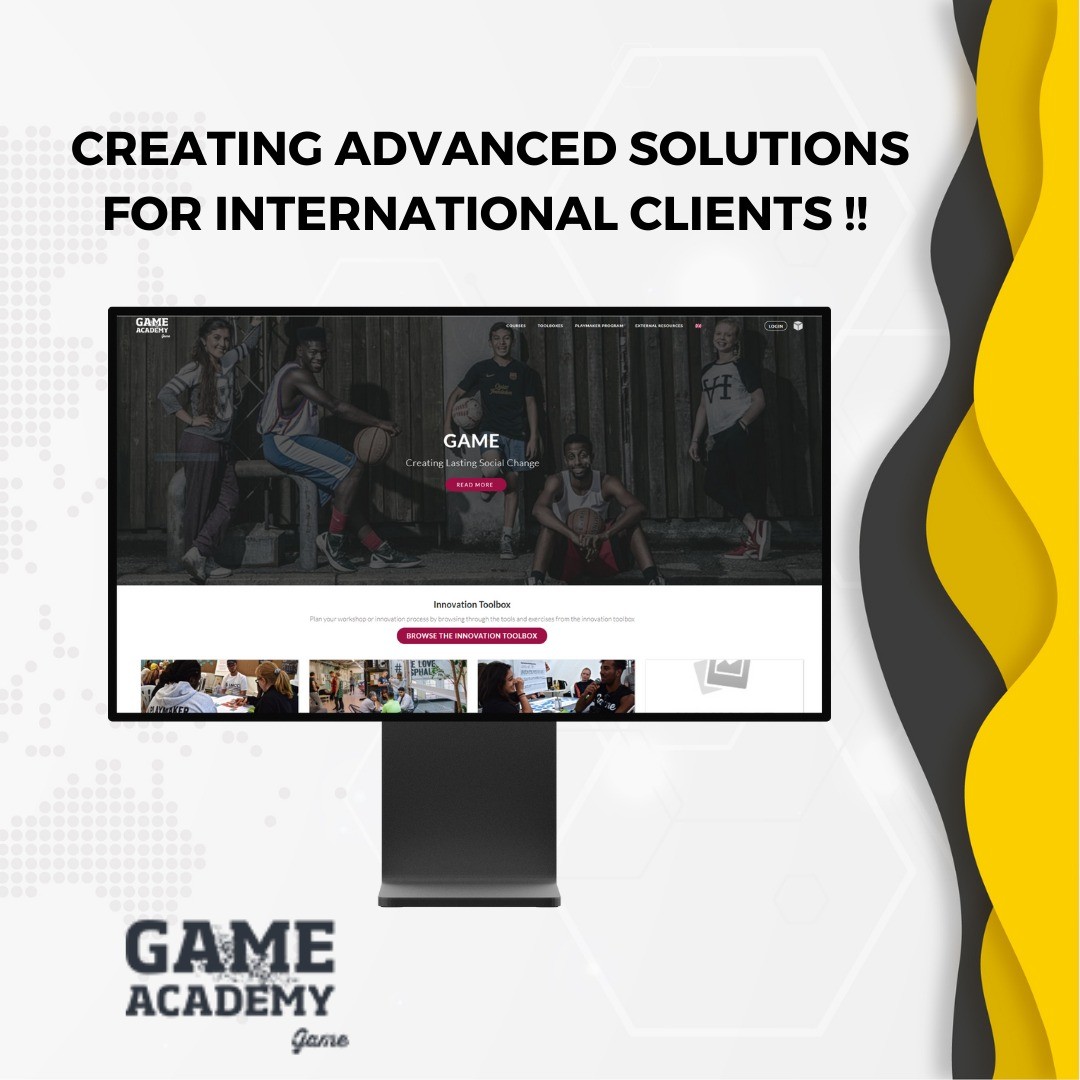 CREATING ADVANCED SOLUTIONS
FOR INTERNATIONAL CLIENTS !!
GAME
ACADEMY
Game
COURSES TOOLBOXES PLAYMAKER PROGRAM EXTERNAL RESOURCES LOGIN
GAME
Creating Lasting Social Change
READ MORE
Innovation Toolbox
Plan your workshop or innovation process by browsing through the tools and exercises from the innovation toolbox
BROWSE THE INNOVATION TOOLBOX
PLAYMAKER
GAME
ACADEMY
Game